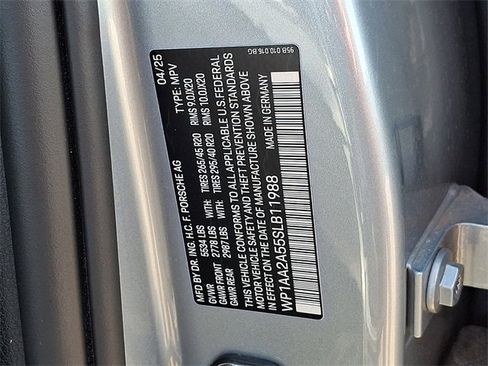 95B 010 016 BG
MFD BY DR. ING. H.C. F. PORSCHE AG 04/25
GVWR 5534 LBS TYPE: MPV
GAWR FRONT 2778 LBS WITH: TIRES 265/45 R20 RIMS 9.0JX20
GAWR REAR 2987 LBS WITH: TIRES 295/40 R20 RIMS 10.0JX20
THIS VEHICLE CONFORMS TO ALL APPLICABLE U.S. FEDERAL
MOTOR VEHICLE SAFETY AND THEFT PREVENTION STANDARDS
IN EFFECT ON THE DATE OF MANUFACTURE SHOWN ABOVE
WP1AA2A55SLB11988 MADE IN GERMANY